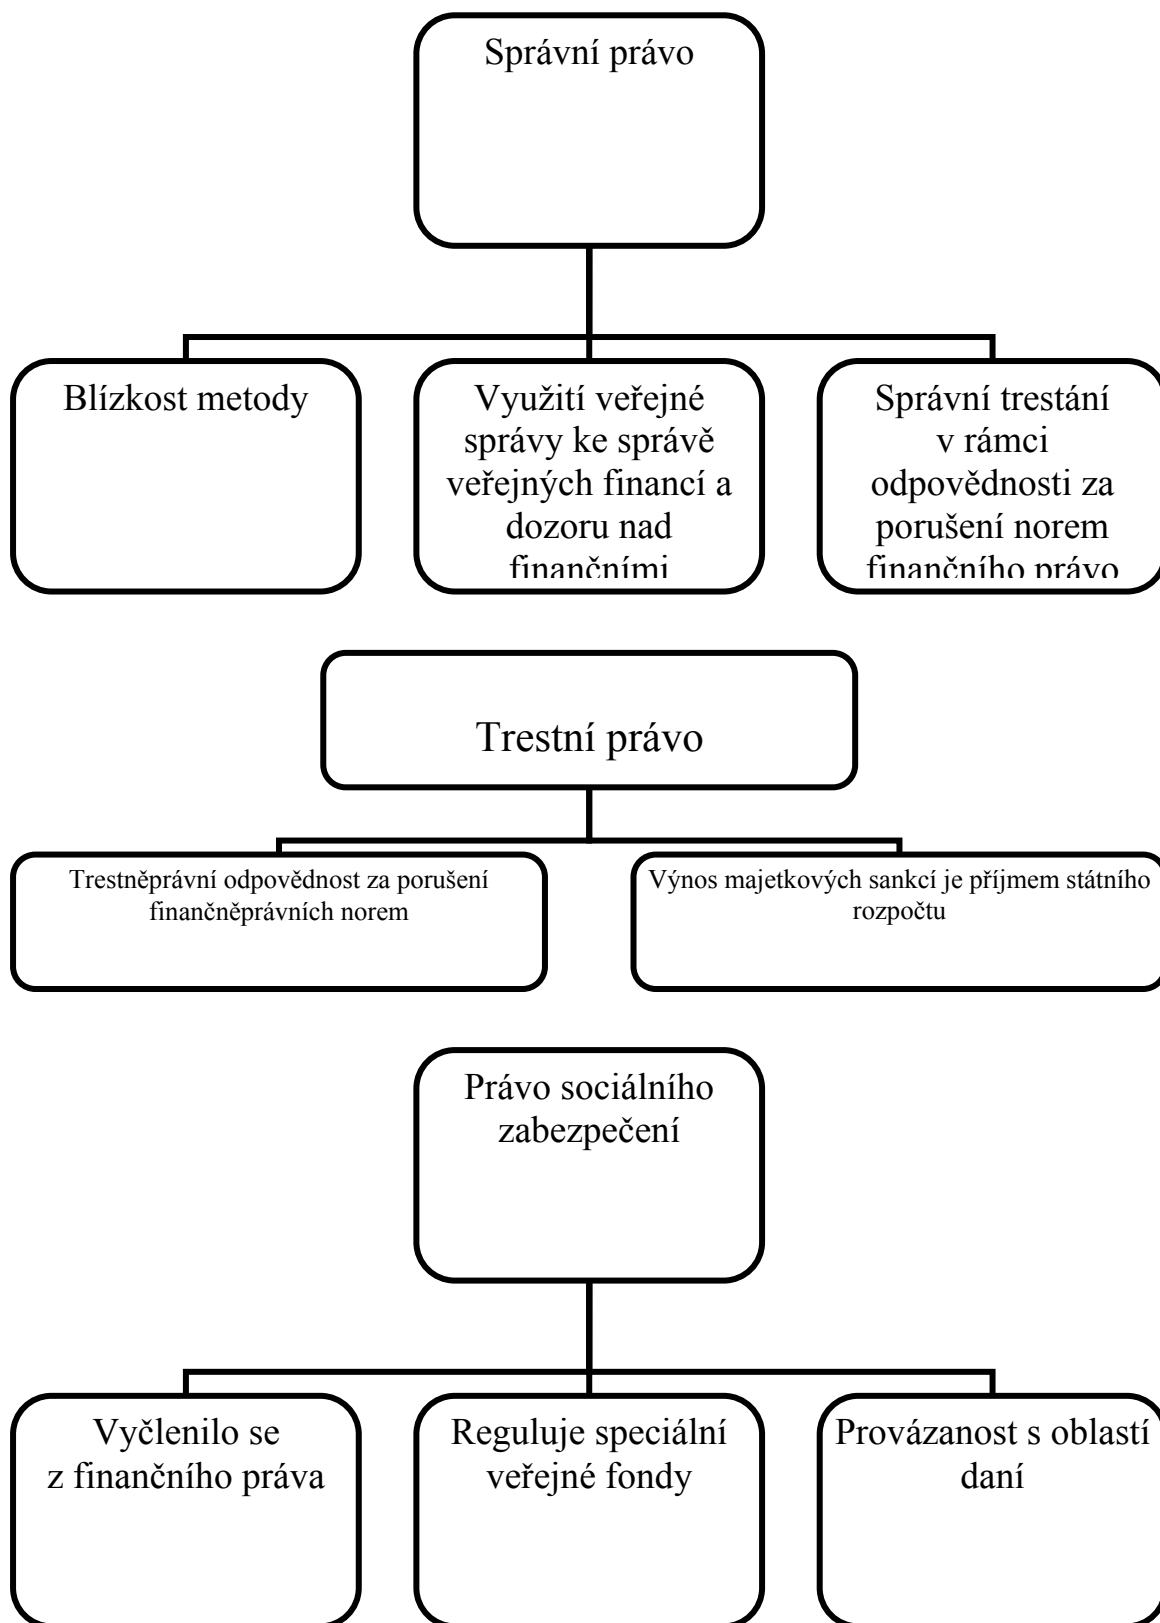 Správní právo
Blízkost metody
Využití veřejné
správy ke správě
veřejných financí a
dozoru nad
finančními
Správní trestání
v rámci
odpovědnosti za
porušení norem
finančního právo
Trestní právo
Trestněprávní odpovědnost za porušení
finančněprávních norem
Výnos majetkových sankcí je příjmem státního
rozpočtu
Právo sociálního
zabezpečení
Vyčlenilo se
z finančního práva
Reguluje speciální
veřejné fondy
Provázanost s oblastí
daní